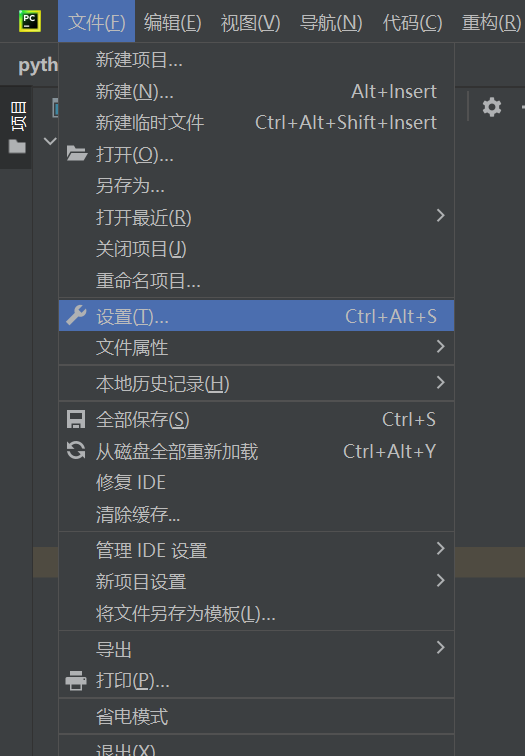 PC
文件(F) 编辑(E) 视图(V) 导航(N) 代码(C) 重构(R)
pyth
项目
新建项目...
新建(N)... Alt+Insert
新建临时文件 Ctrl+Alt+Shift+Insert
打开(O)...
另存为...
打开最近(R)
关闭项目(J)
重命名项目...
设置(T)... Ctrl+Alt+S
文件属性
本地历史记录(H)
全部保存(S) Ctrl+S
从磁盘全部重新加载 Ctrl+Alt+Y
修复 IDE
清除缓存...
管理 IDE 设置
新项目设置
将文件另存为模板(L)...
导出
打印(P)...
省电模式
退出(X)